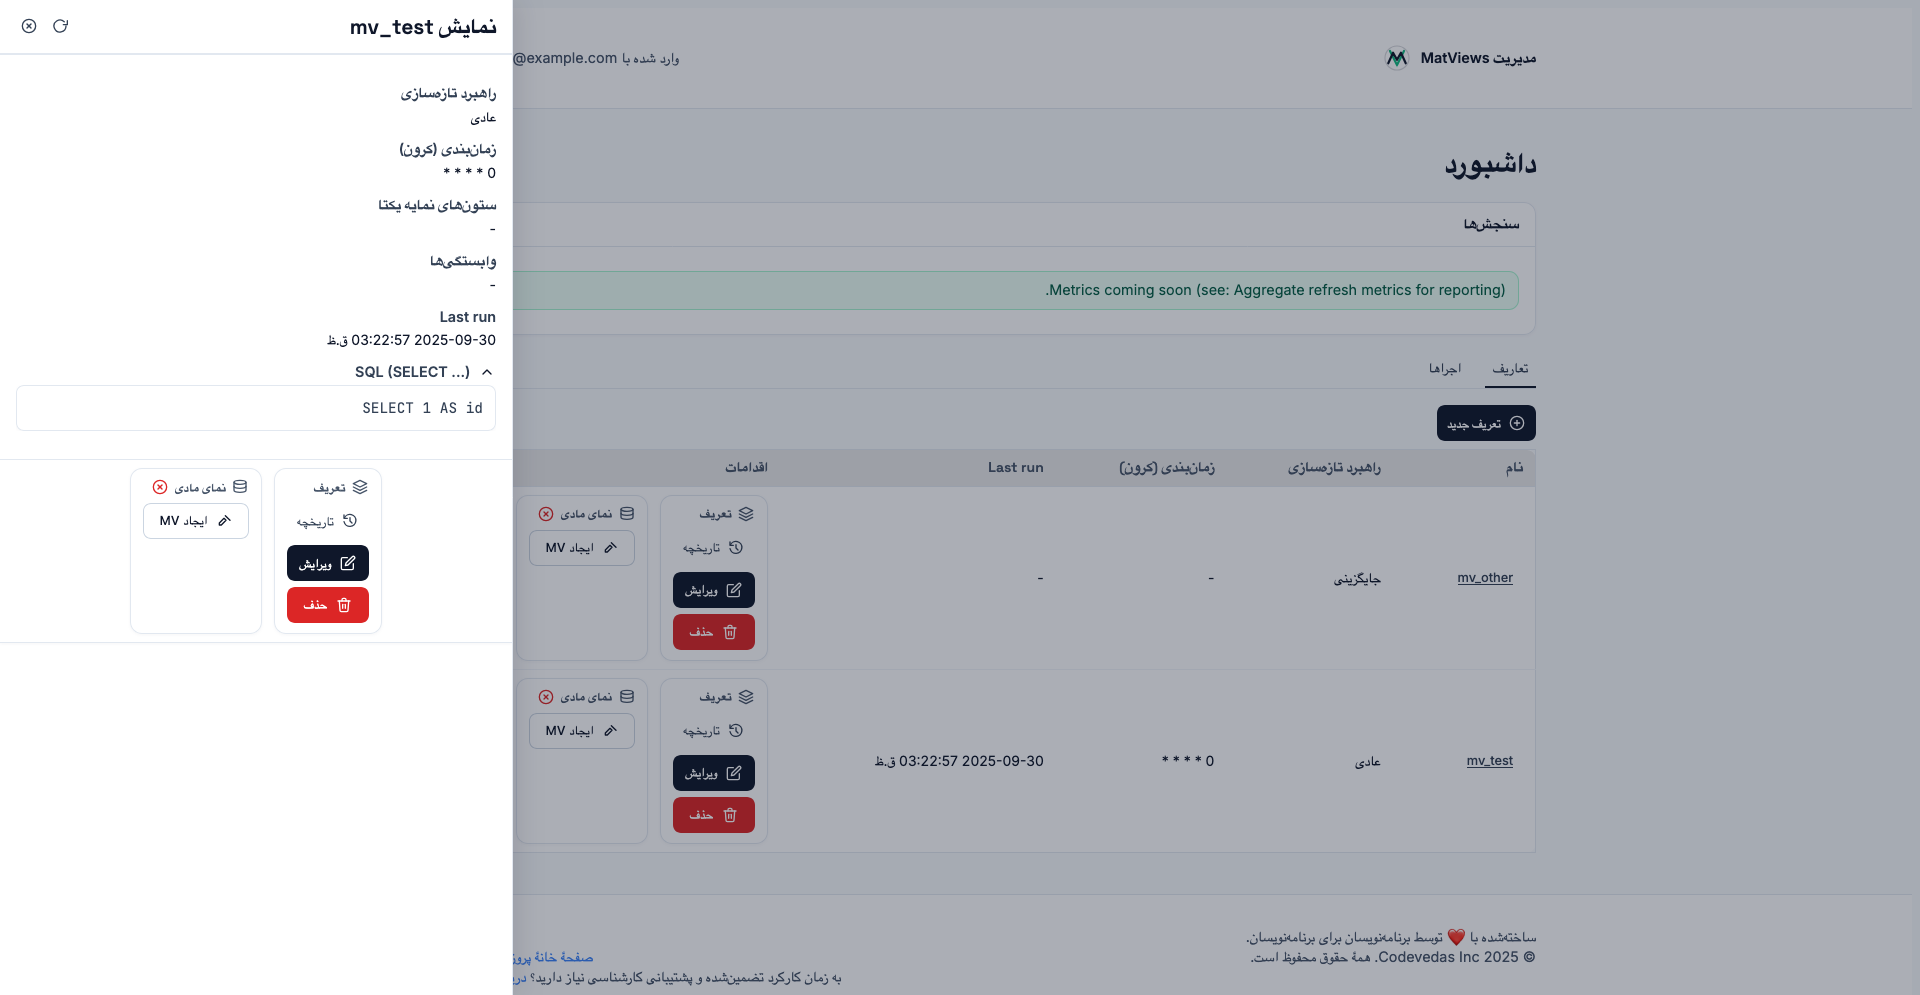 نمایش mv_test
راهبرد تازه‌سازی
عادی
زمان‌بندی (کرون)
0 * * * *
ستون‌های نمایه یکتا
-
وابستگی‌ها
-
Last run
2025-09-30 03:22:57 ق.ظ
SQL (SELECT ...)
SELECT 1 AS id
تعریف
تاریخچه
ویرایش
حذف
نمای مادی
ایجاد MV
مدیریت MatViews
وارد شده با @example.com
داشبورد
سنجش‌ها
Metrics coming soon (see: Aggregate refresh metrics for reporting).
تعاریف
اجراها
تعریف جدید
نام راهبرد تازه‌سازی زمان‌بندی (کرون) Last run اقدامات
mv_other جایگزینی - -
تعریف
تاریخچه
ویرایش
حذف
نمای مادی
ایجاد MV
mv_test عادی 0 * * * * 2025-09-30 03:22:57 ق.ظ
تعریف
تاریخچه
ویرایش
حذف
نمای مادی
ایجاد MV
ساخته‌شده با ❤️ توسط برنامه‌نویسان برای برنامه‌نویسان.
© 2025 Codevedas Inc. همهٔ حقوق محفوظ است.
صفحهٔ خانهٔ
به زمان کارکرد تضمین‌شده و پشتیبانی کارشناسی نیاز دارید؟